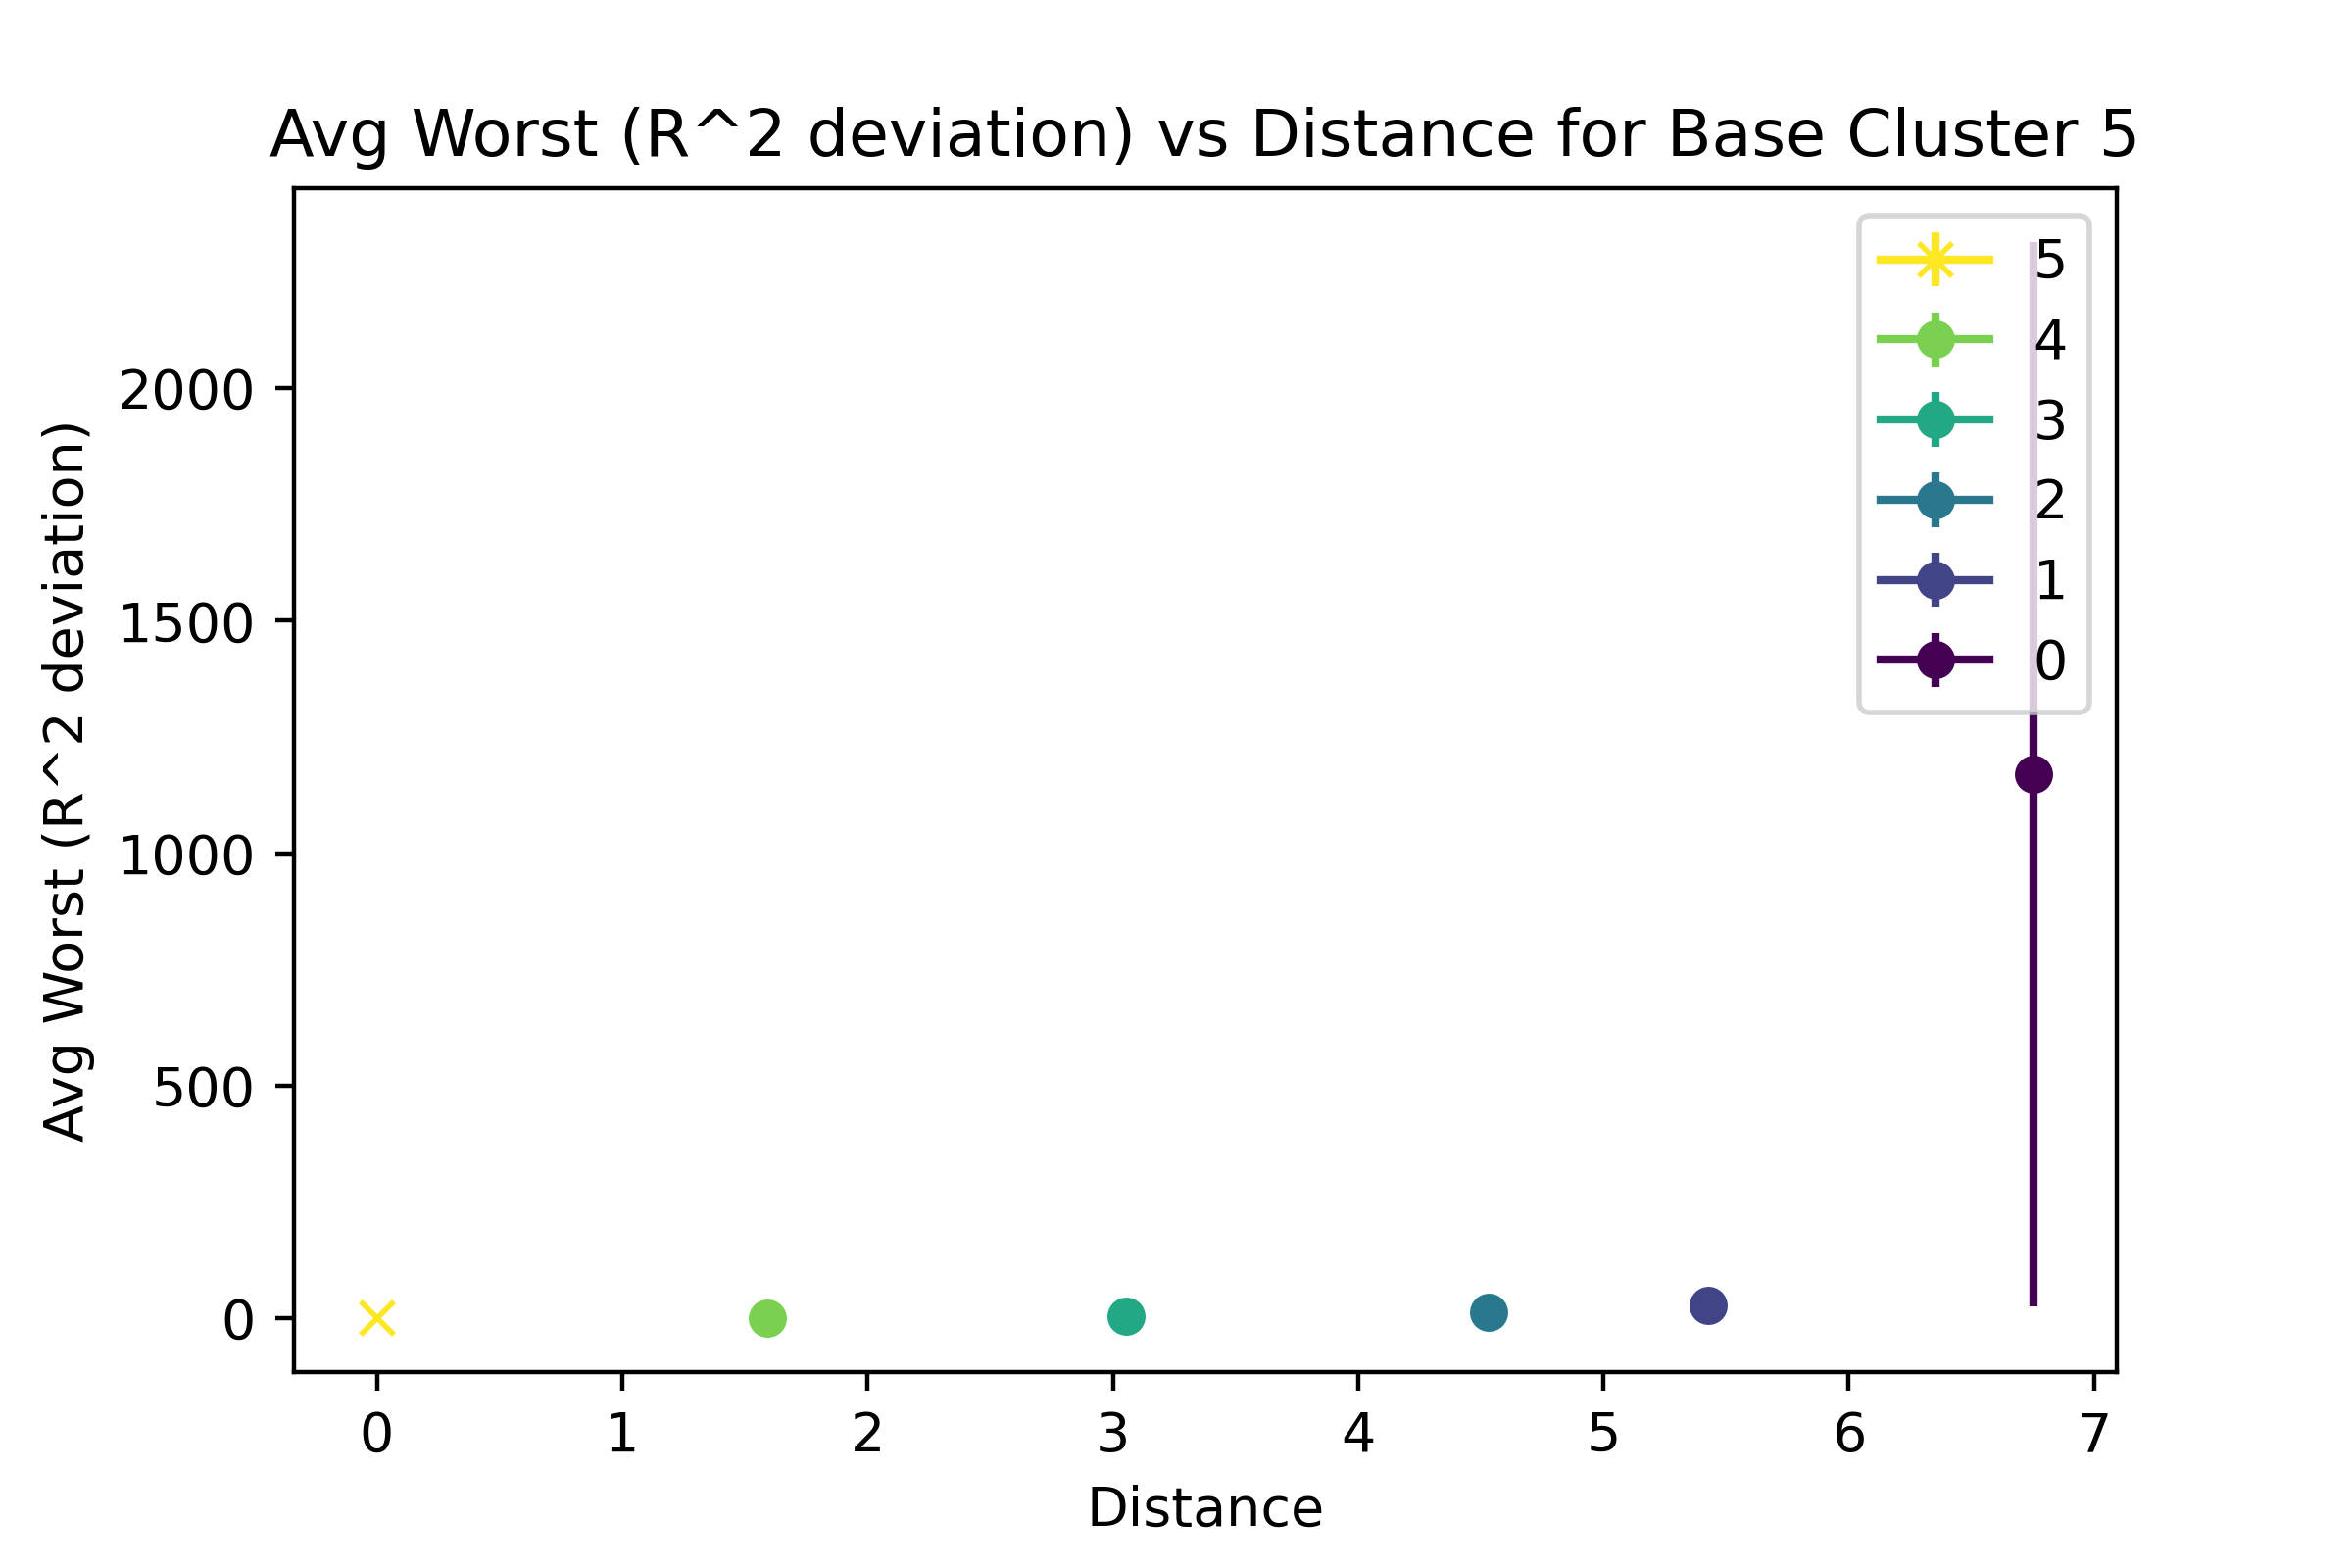 Avg Worst (R^2 deviation) vs Distance for Base Cluster 5
Avg Worst (R^2 deviation)
2000
1500
1000
500
0
5
4
3
2
1
0
0 1 2 3 4 5 6 7
Distance